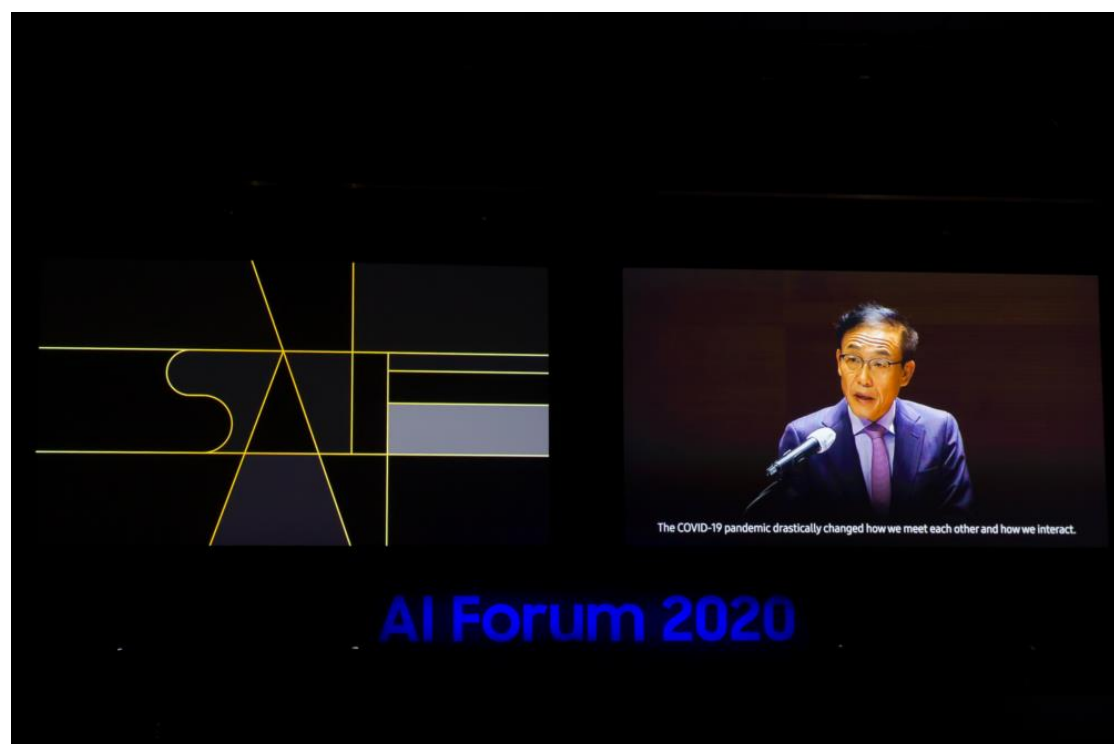 SAIF
The COVID-19 pandemic drastically changed how we meet each other and how we interact.
AI Forum 2020